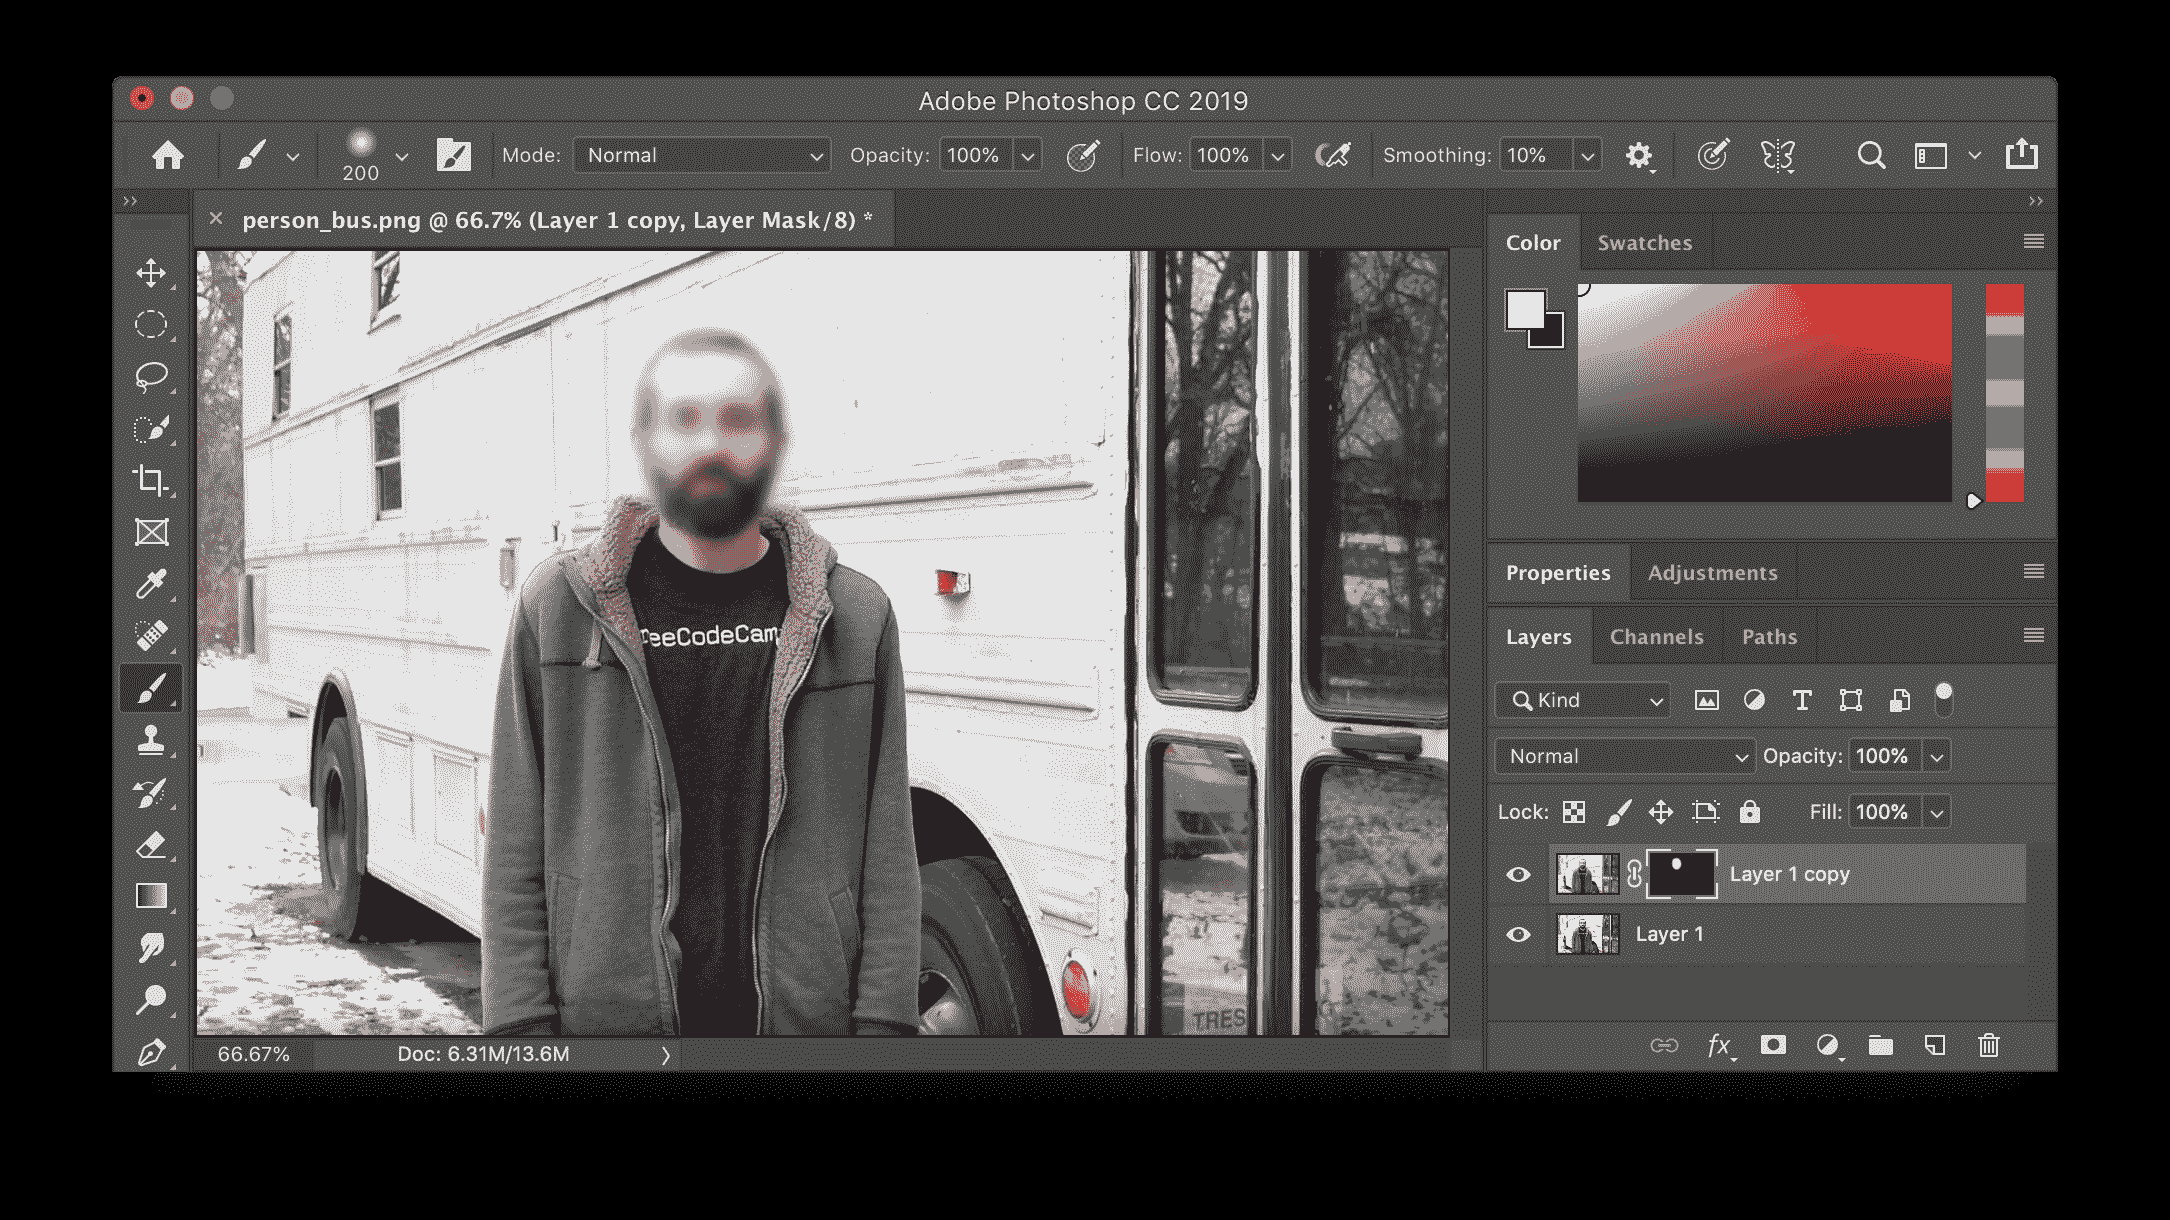 Adobe Photoshop CC 2019
200
Mode: Normal Opacity: 100% Flow: 100% Smoothing: 10%
person_bus.png @ 66.7% (Layer 1 copy, Layer Mask/8) *
Color Swatches
Properties Adjustments
Layers Channels Paths
Kind
Normal Opacity: 100%
Lock: Fill: 100%
Layer 1 copy
Layer 1
fx
eeCodeCam
TRES
66.67% Doc: 6.31M/13.6M